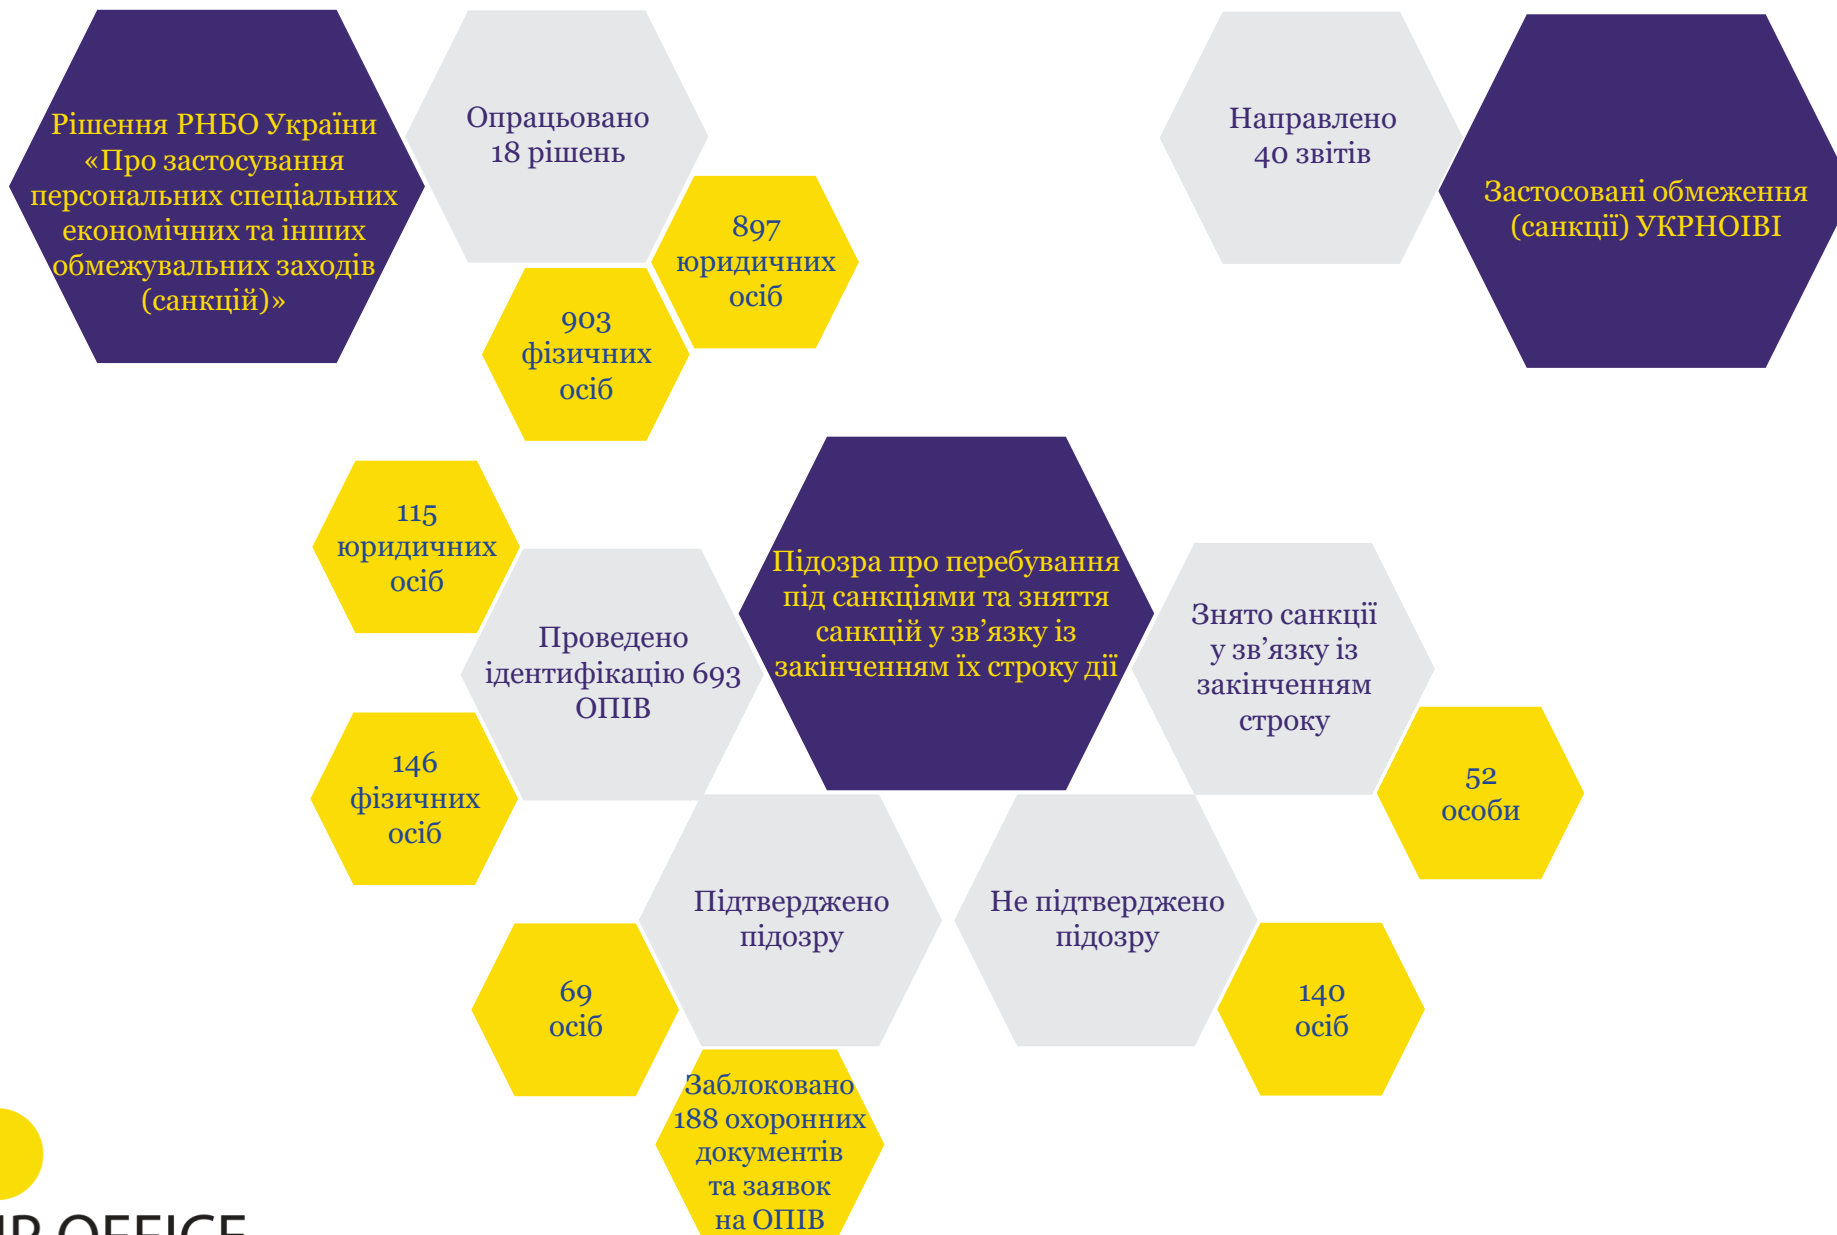 Рішення РНБО України
«Про застосування
персональних спеціальних
економічних та інших
обмежувальних заходів
(санкцій)»
Опрацьовано
18 рішень
897
юридичних
осіб
903
фізичних
осіб
Направлено
40 звітів
Застосовані обмеження
(санкції) УКРНОІВІ
115
юридичних
осіб
Проведено
ідентифікацію 693
ОПІВ
146
фізичних
осіб
Підозра про перебування
під санкціями та зняття
санкцій у зв’язку із
закінченням їх строку дії
Знято санкції
у зв’язку із
закінченням
строку
52
особи
Підтверджено
підозру
69
осіб
Заблоковано
188 охоронних
документів
та заявок
на ОПІВ
Не підтверджено
підозру
140
осіб
IP OFFICE